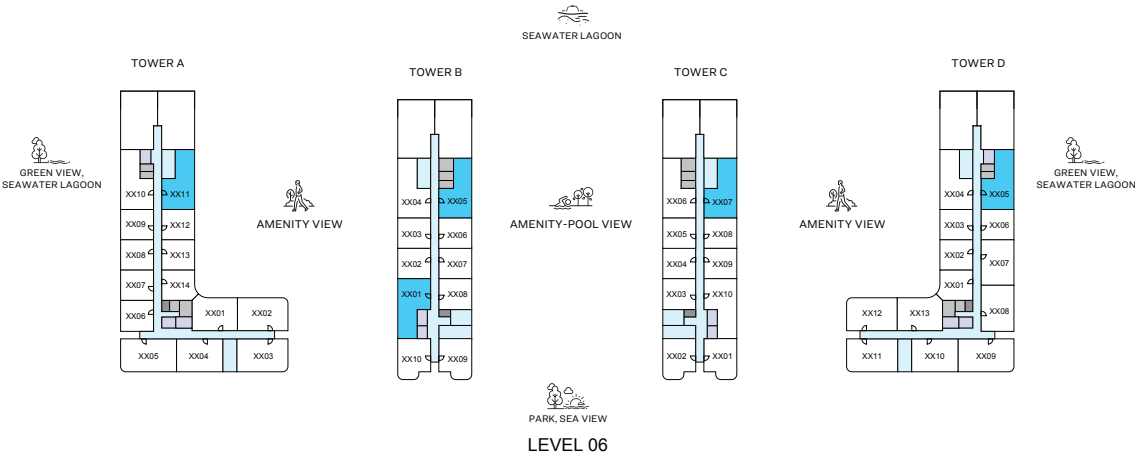 SEAWATER LAGOON
TOWER A
TOWER B
TOWER C
TOWER D
GREEN VIEW,
SEAWATER LAGOON
AMENITY VIEW
AMENITY-POOL VIEW
AMENITY VIEW
GREEN VIEW,
SEAWATER LAGOON
XX10 XX11
XX09 XX12
XX08 XX13
XX07 XX14
XX06 XX01 XX02
XX05 XX04 XX03
XX04 XX05
XX03 XX06
XX02 XX07
XX01 XX08
XX10 XX09
XX06 XX07
XX05 XX08
XX04 XX09
XX03 XX10
XX02 XX01
XX04 XX05
XX03 XX06
XX02 XX07
XX01
XX12 XX13 XX08
XX11 XX10 XX09
PARK, SEA VIEW
LEVEL 06